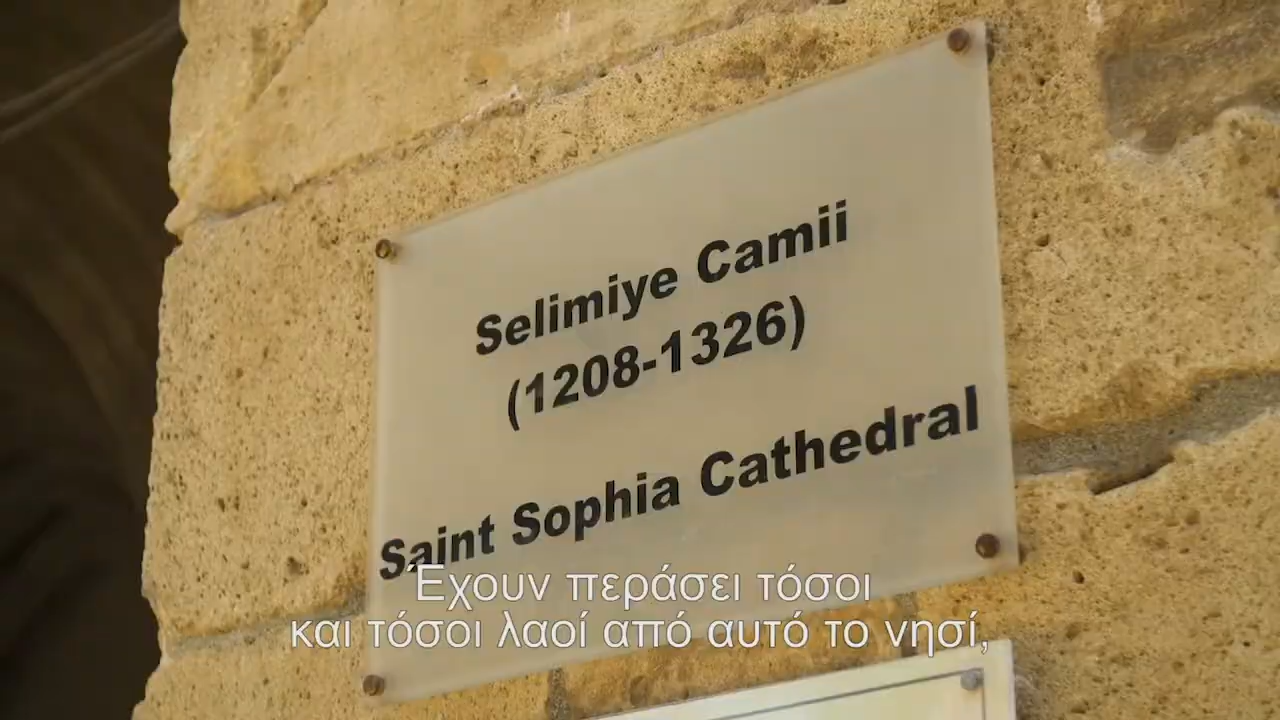 Selimiye Camii
(1208-1326)
Saint Sophia Cathedral
Έχουν περάσει τόσοι
και τόσοι λαοί από αυτό το νησί,